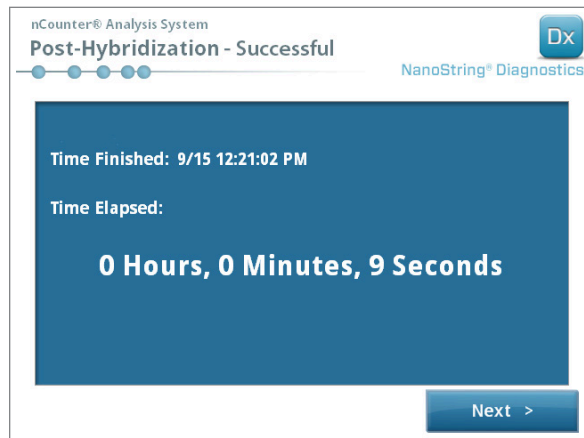 nCounter® Analysis System
Post-Hybridization - Successful
Dx
NanoString® Diagnostics
Time Finished: 9/15 12:21:02 PM
Time Elapsed:
0 Hours, 0 Minutes, 9 Seconds
Next >